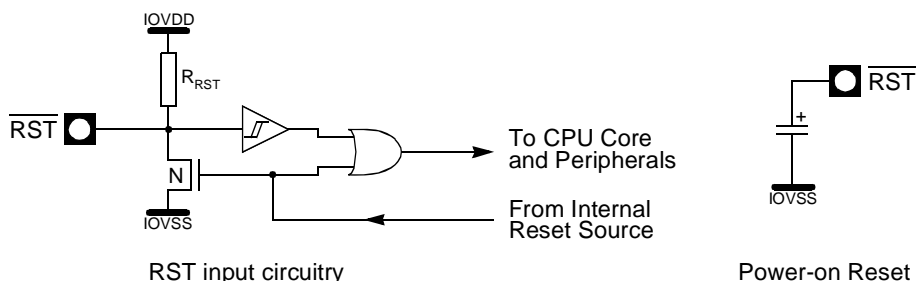 IOVDD
R_RST
RST
N
IOVSS
To CPU Core
and Peripherals
From Internal
Reset Source
RST input circuitry
RST
+
IOVSS
Power-on Reset